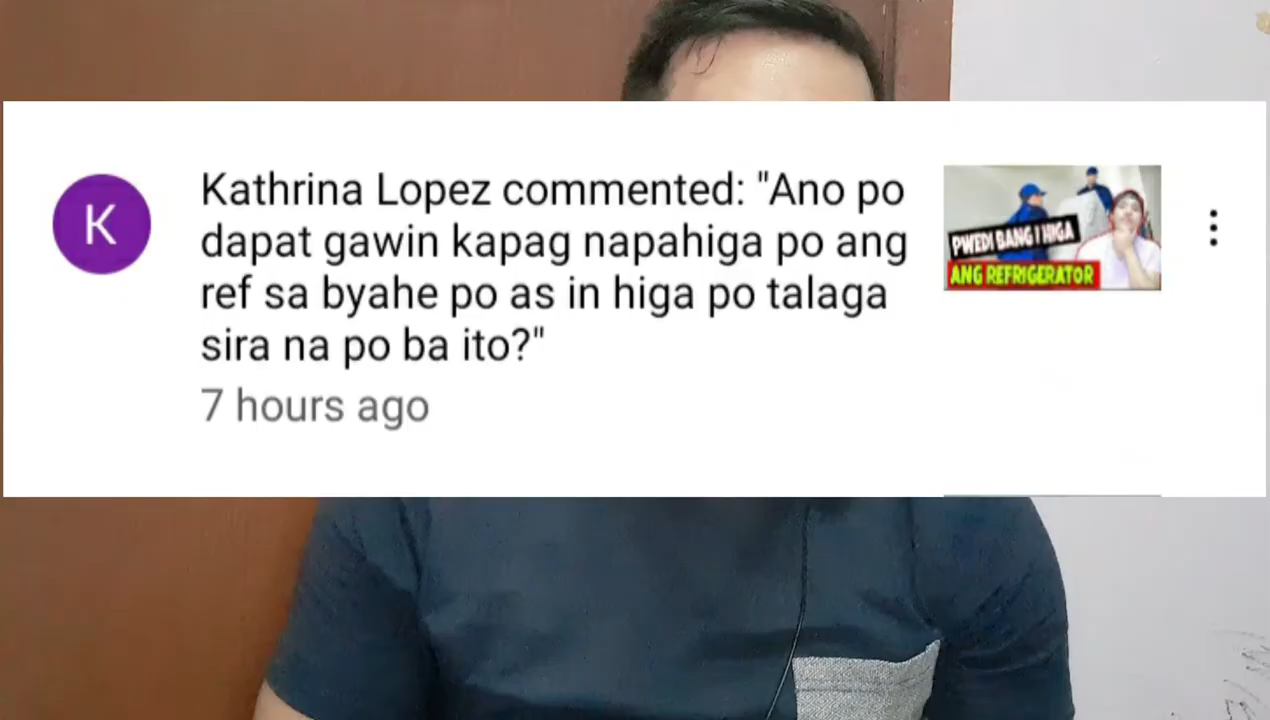 K
Kathrina Lopez commented: "Ano po
dapat gawin kapag napahiga po ang
ref sa byahe po as in higa po talaga
sira na po ba ito?"
7 hours ago
PWEDI BANG I HIGA
ANG REFRIGERATOR